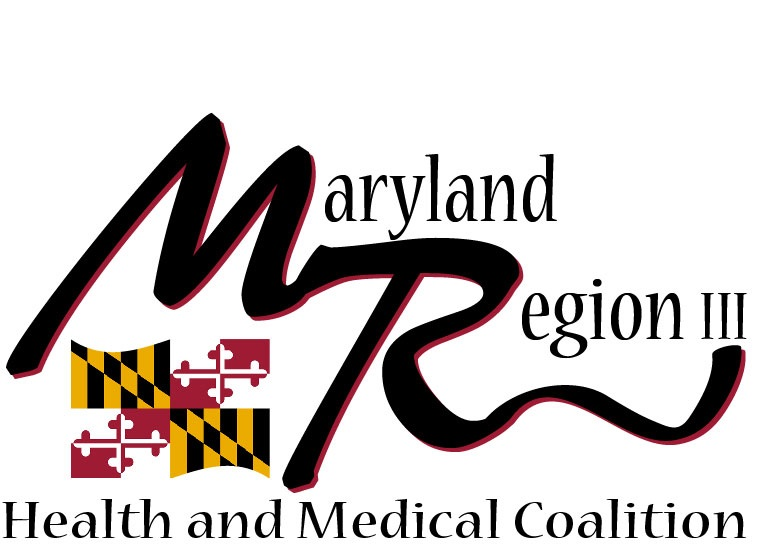 Maryland
Region III
Health and Medical Coalition